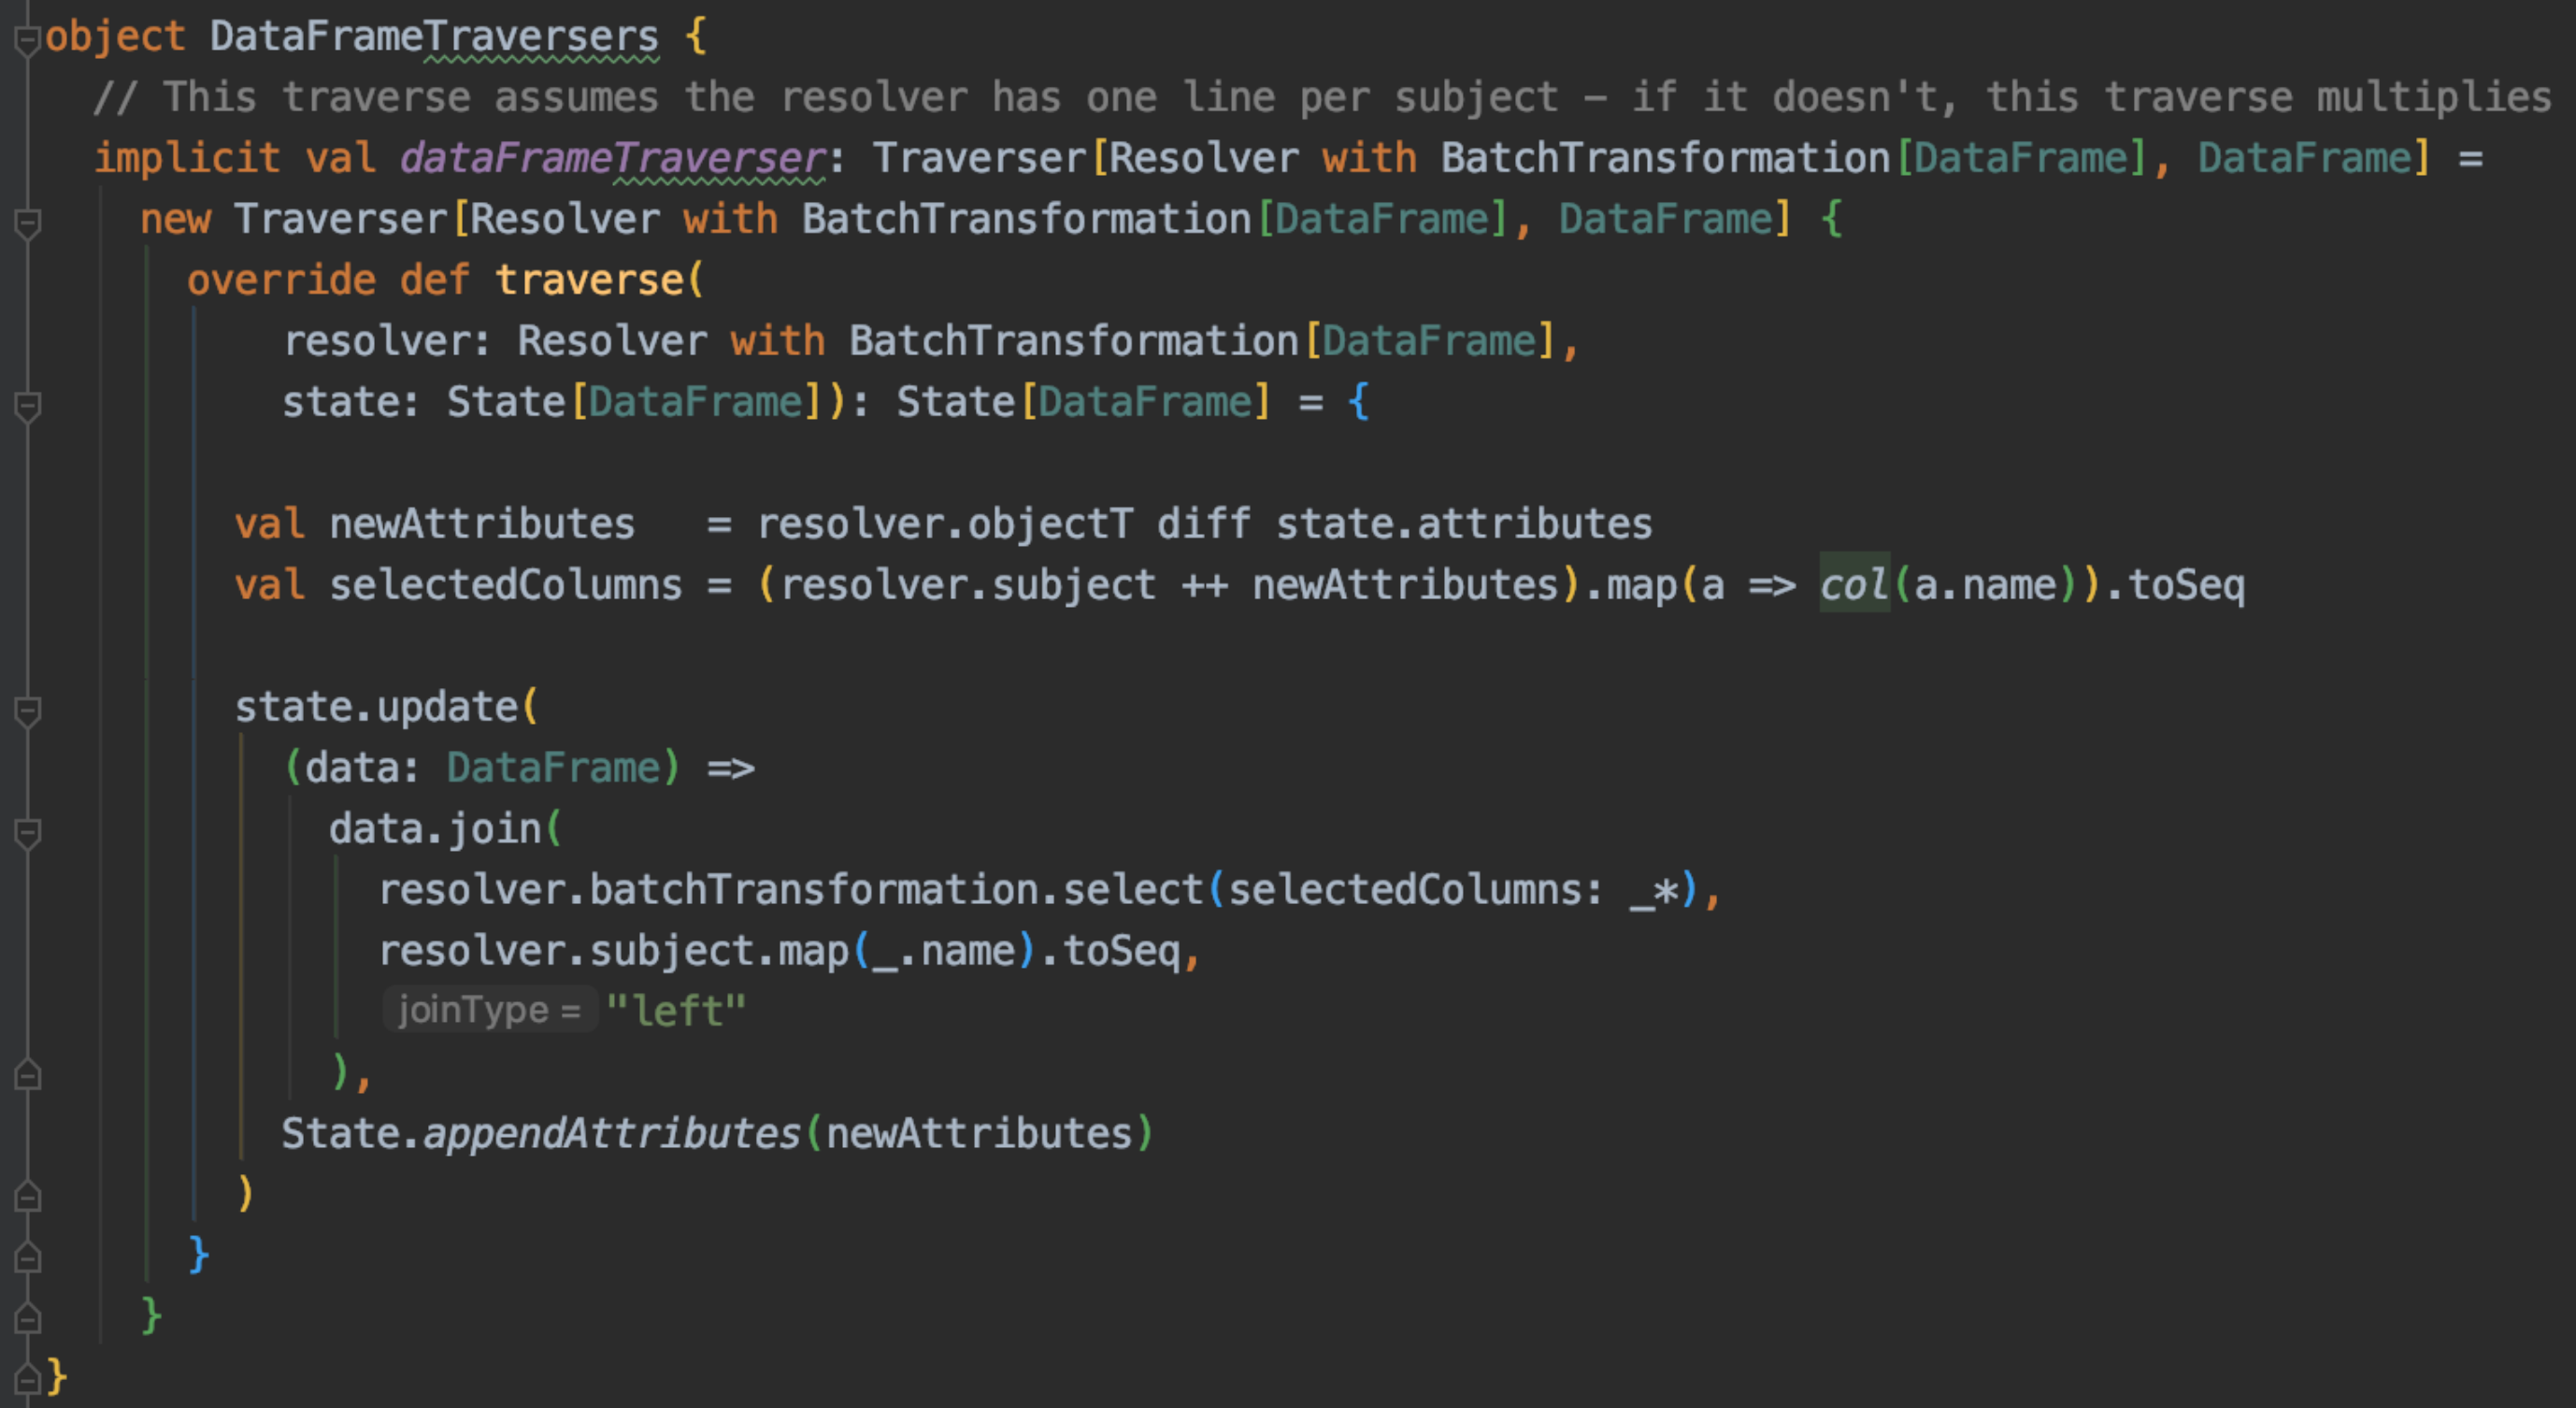 object DataFrameTraversers {
// This traverse assumes the resolver has one line per subject – if it doesn't, this traverse multiplies
implicit val dataFrameTraverser: Traverser[Resolver with BatchTransformation[DataFrame], DataFrame] =
new Traverser[Resolver with BatchTransformation[DataFrame], DataFrame] {
override def traverse(
resolver: Resolver with BatchTransformation[DataFrame],
state: State[DataFrame]): State[DataFrame] = {
val newAttributes   = resolver.objectT diff state.attributes
val selectedColumns = (resolver.subject ++ newAttributes).map(a => col(a.name)).toSeq
state.update(
(data: DataFrame) =>
data.join(
resolver.batchTransformation.select(selectedColumns: _*),
resolver.subject.map(_.name).toSeq,
joinType = "left"
),
State.appendAttributes(newAttributes)
)
}
}
}